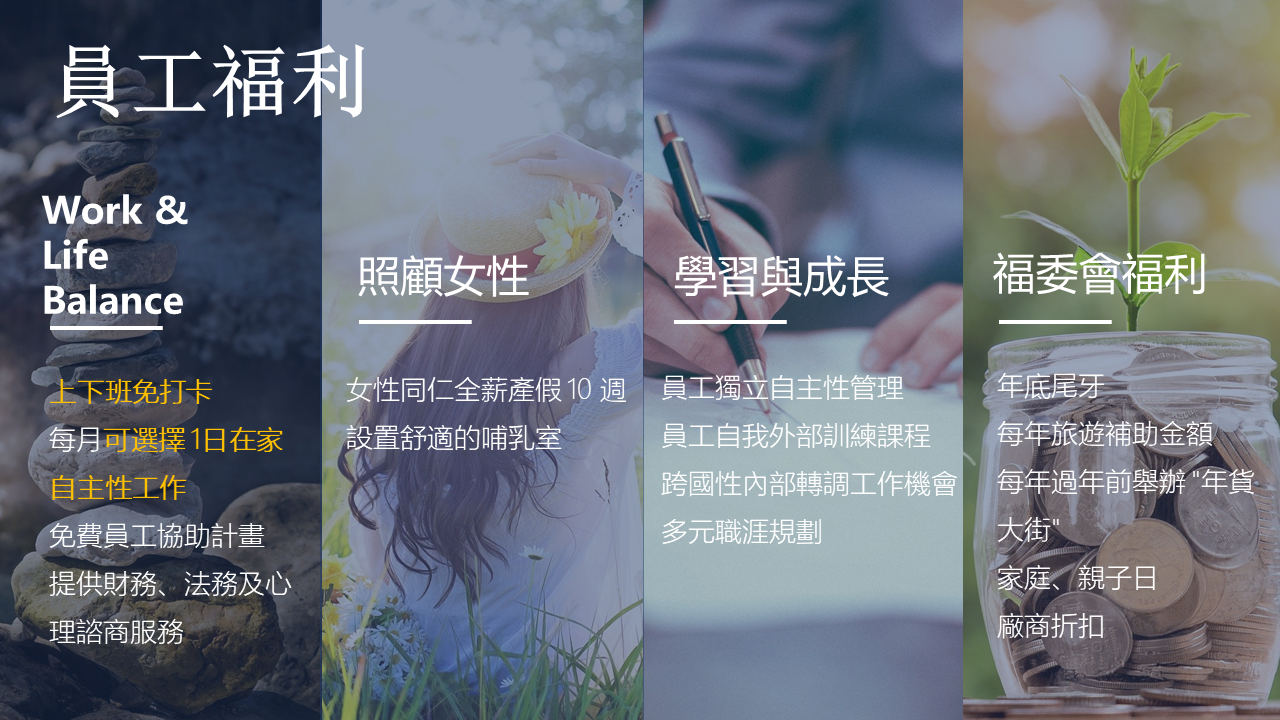 員工福利
Work &
Life
Balance
上下班免打卡
每月可選擇1日在家
自主性工作
免費員工協助計畫
提供財務、法務及心
理諮商服務
照顧女性
女性同仁全薪產假10 週
設置舒適的哺乳室
學習與成長
員工獨立自主性管理
員工自我外部訓練課程
跨國性內部轉調工作機會
多元職涯規劃
福委會福利
年底尾牙
每年旅遊補助金額
每年過年前舉辦"年貨
大街"
家庭、親子日
廠商折扣